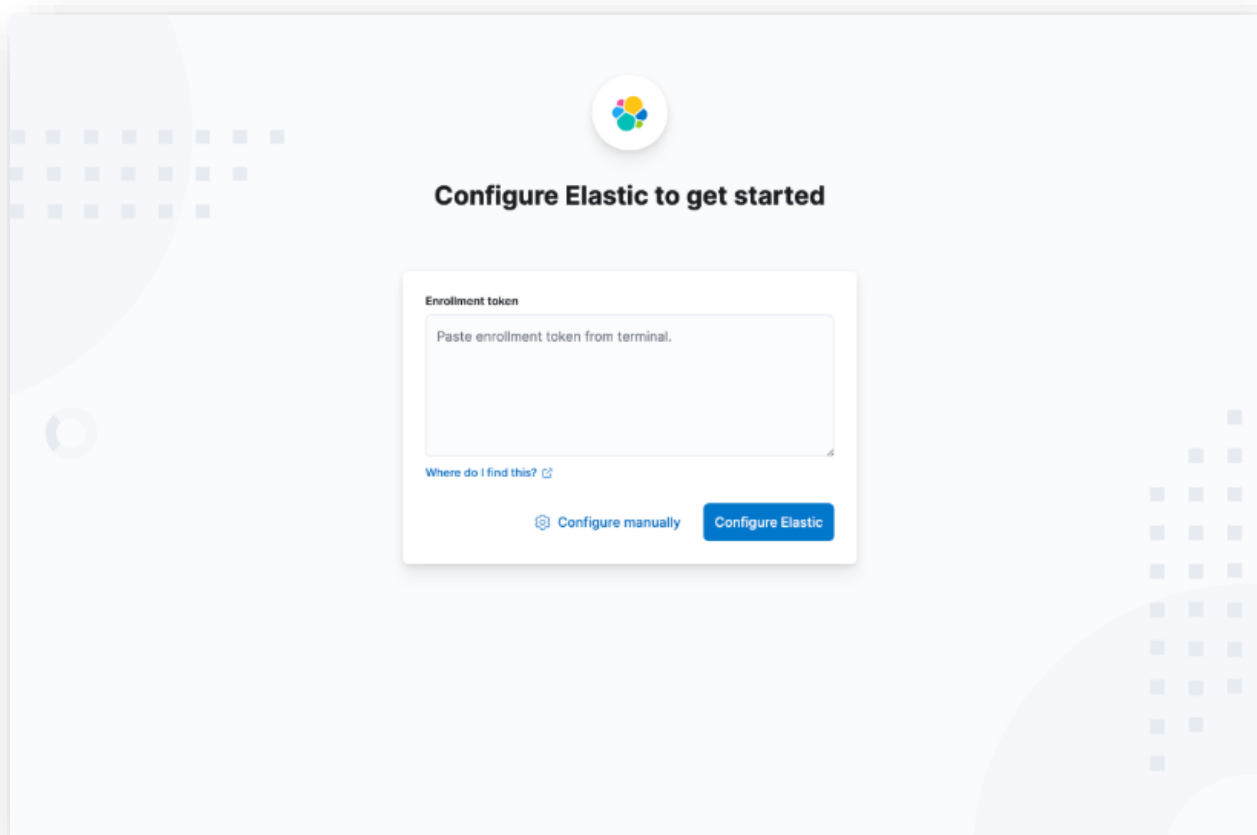 Configure Elastic to get started
Enrollment token
Paste enrollment token from terminal.
Where do I find this?
Configure manually
Configure Elastic